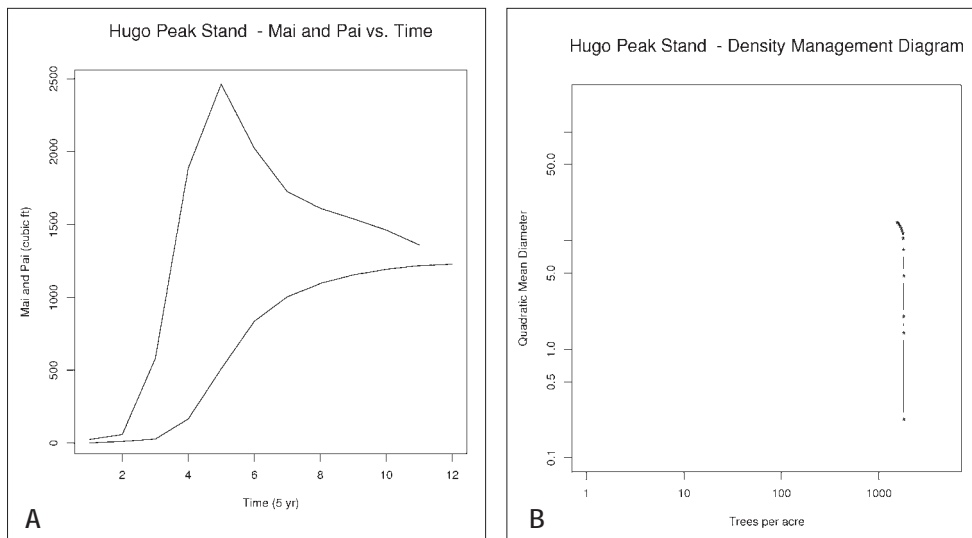 Hugo Peak Stand - Mai and Pai vs. Time
Mai and Pai (cubic ft)
2500
2000
1500
1000
500
0
2
4
6
8
10
12
Time (5 yr)
A
Hugo Peak Stand - Density Management Diagram
Quadratic Mean Diameter
50.0
5.0
1.0
0.5
0.1
1
10
100
1000
Trees per acre
B